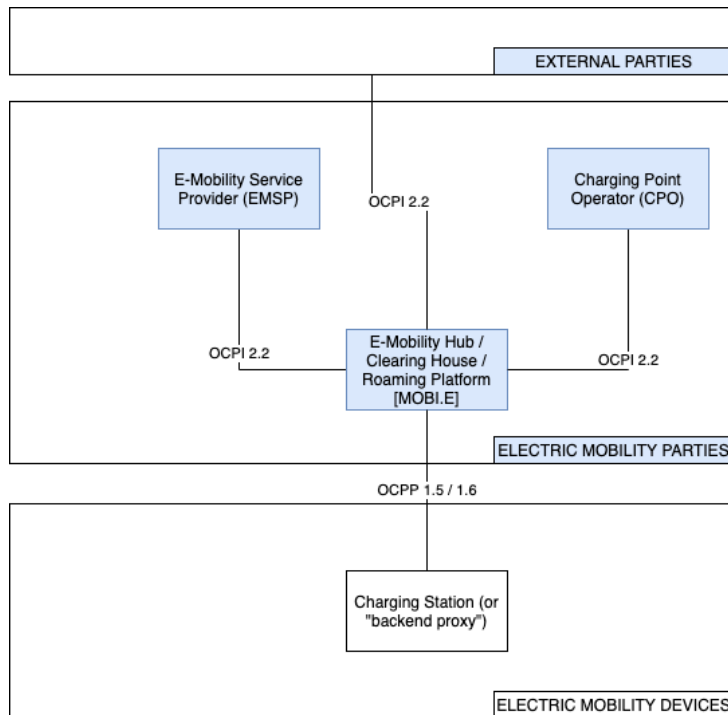 EXTERNAL PARTIES
E-Mobility Service
Provider (EMSP)
Charging Point
Operator (CPO)
OCPI 2.2
E-Mobility Hub /
Clearing House /
Roaming Platform
[MOBI.E]
OCPI 2.2
OCPI 2.2
ELECTRIC MOBILITY PARTIES
OCPP 1.5 / 1.6
Charging Station (or
"backend proxy")
ELECTRIC MOBILITY DEVICES